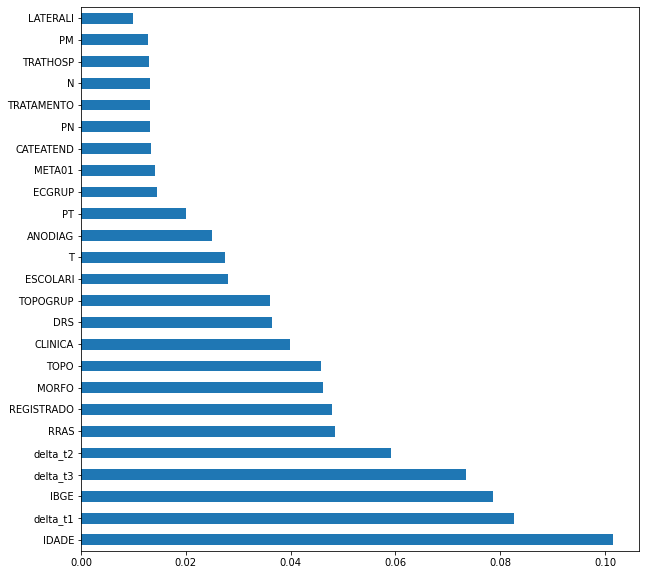 LATERALI
PM
TRATHOSP
N
TRATAMENTO
PN
CATEATEND
META01
ECGRUP
PT
ANODIAG
T
ESCOLARI
TOPOGRUP
DRS
CLINICA
TOPO
MORFO
REGISTRADO
RRAS
delta_t2
delta_t3
IBGE
delta_t1
IDADE
0.00 0.02 0.04 0.06 0.08 0.10